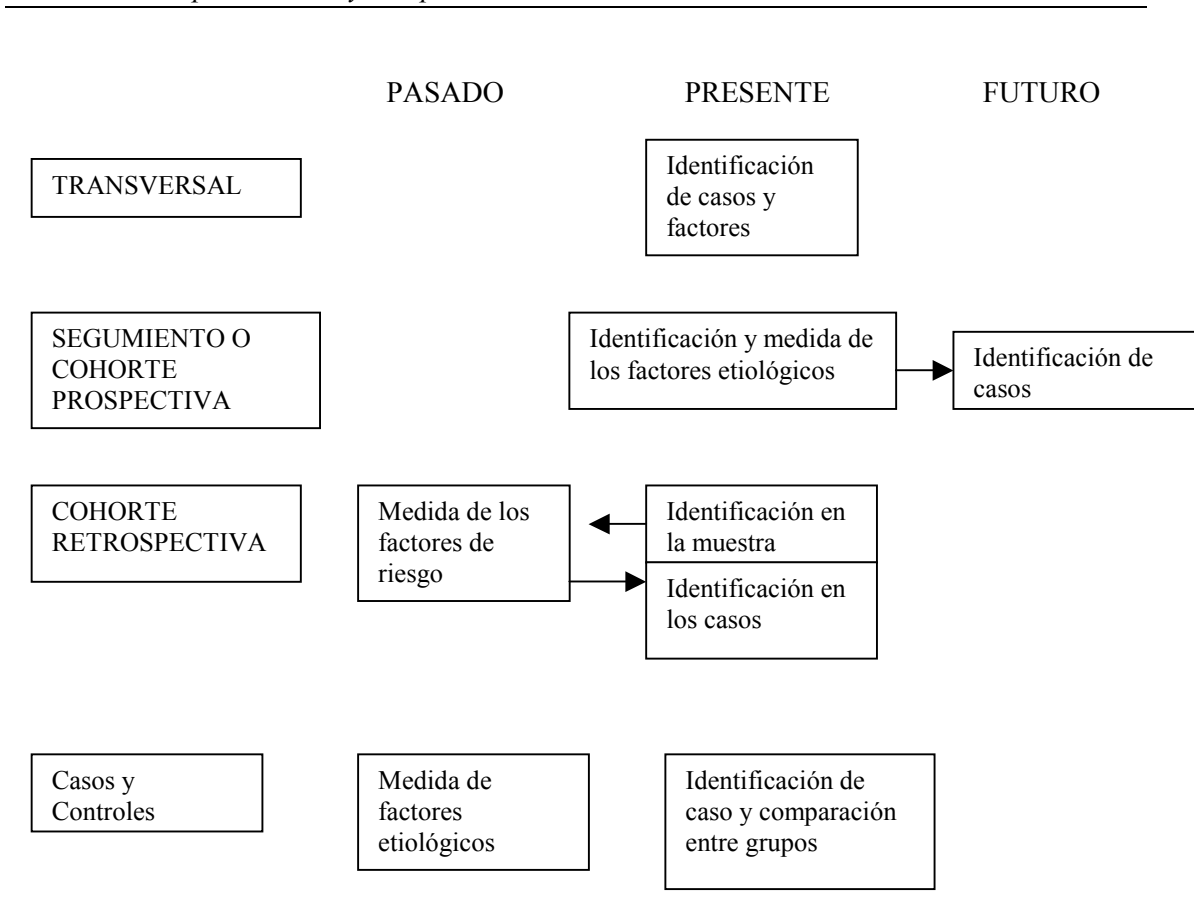 PASADO PRESENTE FUTURO
TRANSVERSAL
Identificación
de casos y
factores
SEGUMIENTO O
COHORTE
PROSPECTIVA
Identificación y medida de
los factores etiológicos
Identificación de
casos
COHORTE
RETROSPECTIVA
Medida de los
factores de
riesgo
Identificación en
la muestra
Identificación en
los casos
Casos y
Controles
Medida de
factores
etiológicos
Identificación de
caso y comparación
entre grupos